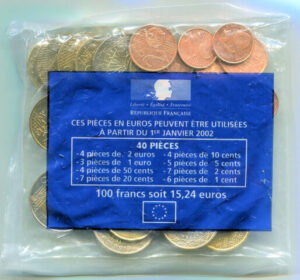 Liberté • Égalité • Fraternité
RÉPUBLIQUE FRANÇAISE
CES PIÈCES EN EUROS PEUVENT ÊTRE UTILISÉES
À PARTIR DU 1ER JANVIER 2002
40 PIÈCES
-4 pièces de 2 euros -4 pièces de 10 cents
-3 pièces de 1 euro -5 pièces de 5 cents
-4 pièces de 50 cents -7 pièces de 2 cents
-7 pièces de 20 cents -6 pièces de 1 cent
100 francs soit 15,24 euros